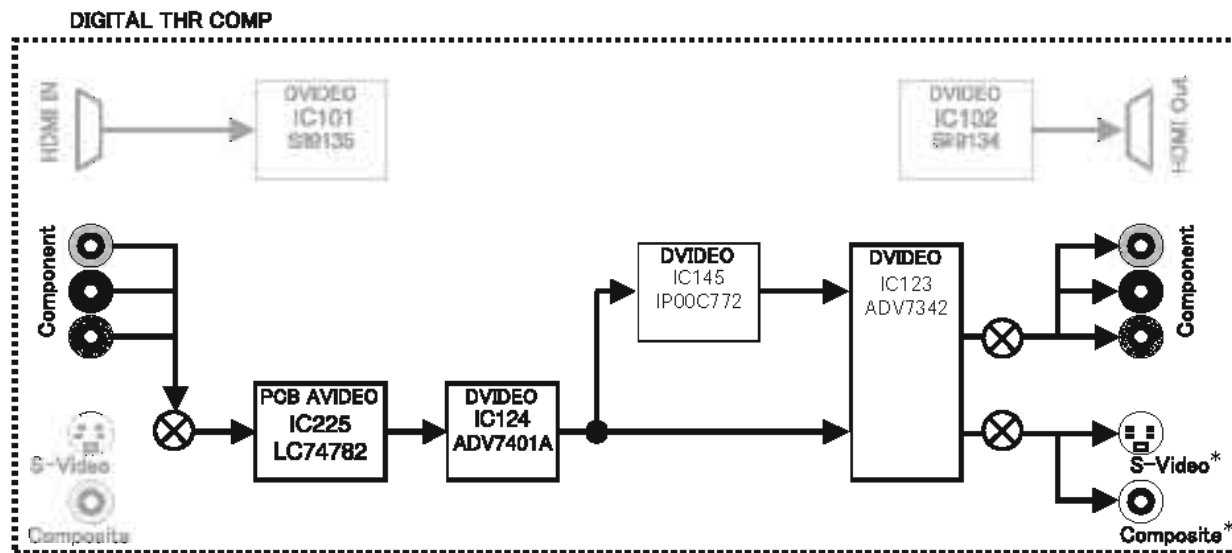 DIGITAL THR COMP
HDMI IN
DVIDEO
IC101
SII9135
DVIDEO
IC102
SII9134
HDMI Out
Component
DVIDEO
IC145
IP00C772
DVIDEO
IC123
ADV7342
Component
PCB AVIDEO
IC225
LC74782
DVIDEO
IC124
ADV7401A
S-Video
Composite
S-Video*
Composite*